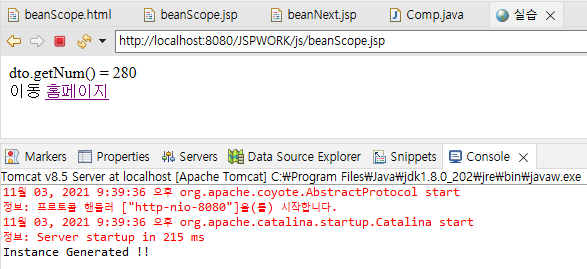 beanScope.html beanScope.jsp beanNext.jsp Comp.java 실습
http://localhost:8080/JSPWORK/js/beanScope.jsp
dto.getNum() = 280
이동 홈페이지
Markers Properties Servers Data Source Explorer Snippets Console
Tomcat v8.5 Server at localhost [Apache Tomcat] C:₩Program Files₩Java₩jdk1.8.0_202₩jre₩bin₩javaw.exe
11월 03, 2021 9:39:36 오후 org.apache.coyote.AbstractProtocol start
정보: 프로토콜 핸들러 ["http-nio-8080"]을(를) 시작합니다.
11월 03, 2021 9:39:36 오후 org.apache.catalina.startup.Catalina start
정보: Server startup in 215 ms
Instance Generated !!